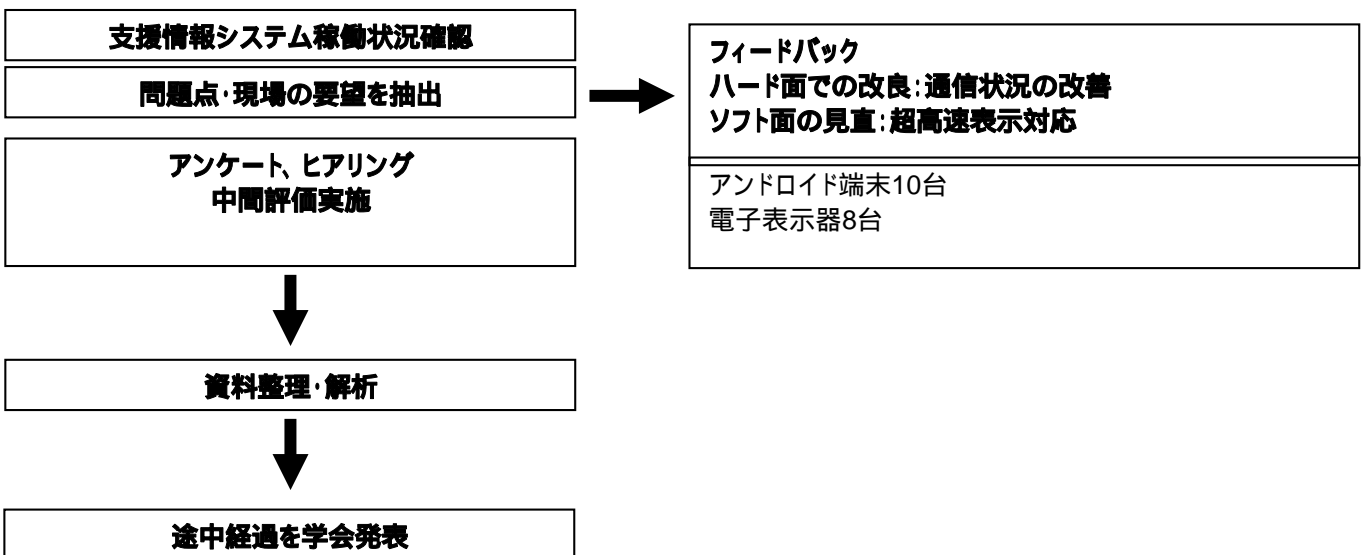 支援情報システム稼働状況確認
問題点・現場の要望を抽出
アンケート、ヒアリング
中間評価実施
フィードバック
ハード面での改良：通信状況の改善
ソフト面の見直：超高速表示対応
アンドロイド端末10台
電子表示器8台
資料整理・解析
途中経過を学会発表